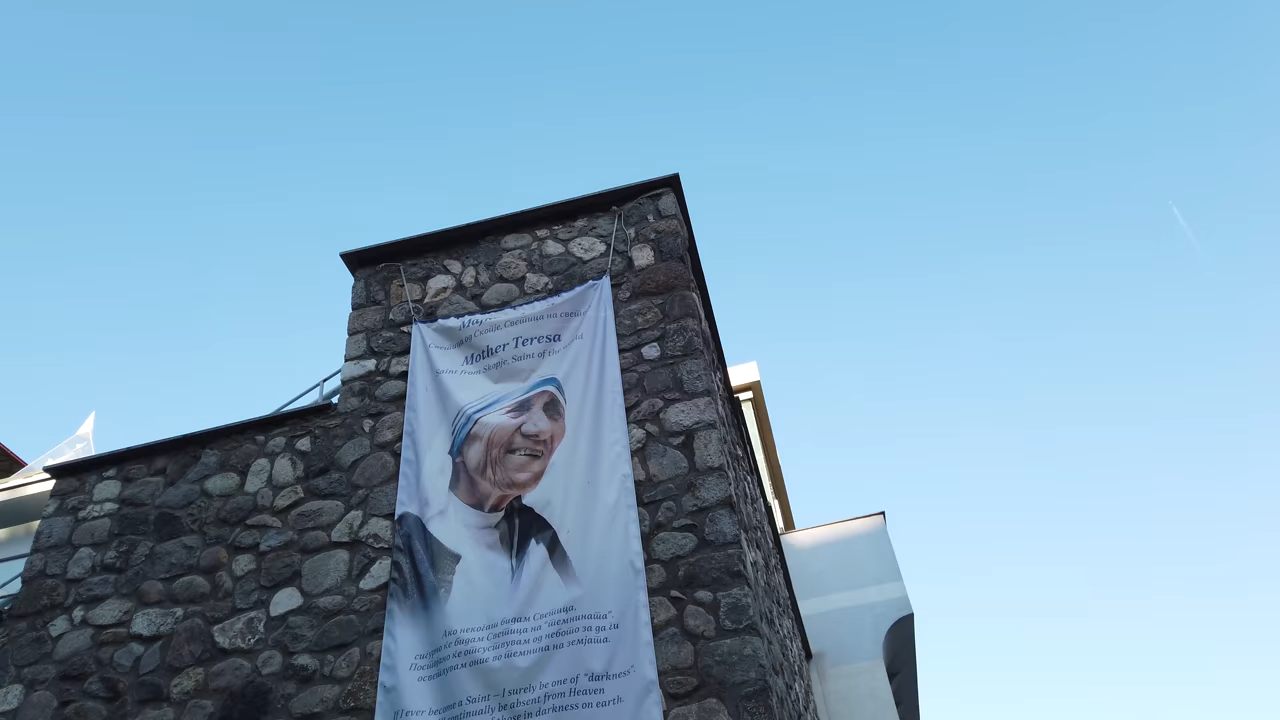 Светица од Скопје, Светица на
Mother Teresa
Saint from Skopje, Saint of the world
Ако некогаш бидам Светица,
сигурно ќе бидам Светица на "темнината".
Постојано ќе отсуствувам од небото за да ги
осветлувам оние во темнина на земјата.
If I ever become a Saint – I surely be one of "darkness".
continually be absent from Heaven
those in darkness on earth.